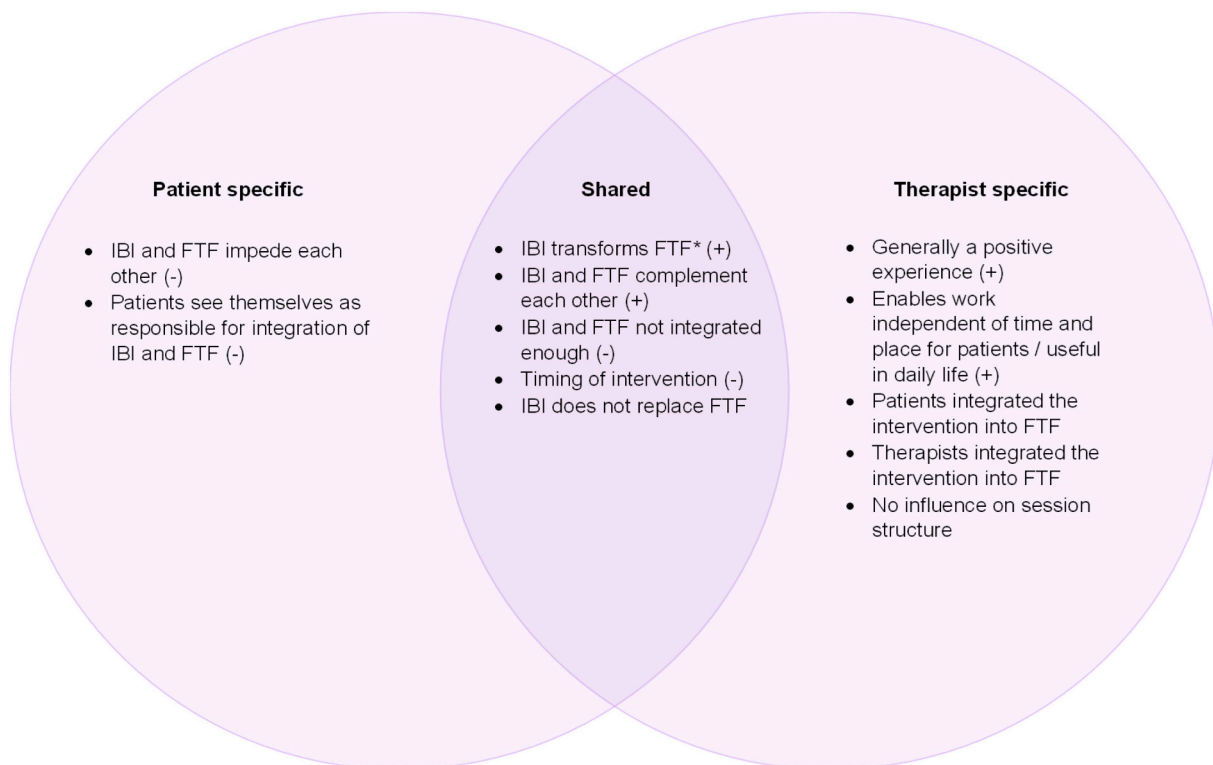 Patient specific
• IBI and FTF impede each
other (-)
• Patients see themselves as
responsible for integration of
IBI and FTF (-)
Shared
• IBI transforms FTF* (+)
• IBI and FTF complement
each other (+)
• IBI and FTF not integrated
enough (-)
• Timing of intervention (-)
• IBI does not replace FTF
Therapist specific
• Generally a positive
experience (+)
• Enables work
independent of time and
place for patients / useful
in daily life (+)
• Patients integrated the
intervention into FTF
• Therapists integrated the
intervention into FTF
• No influence on session
structure